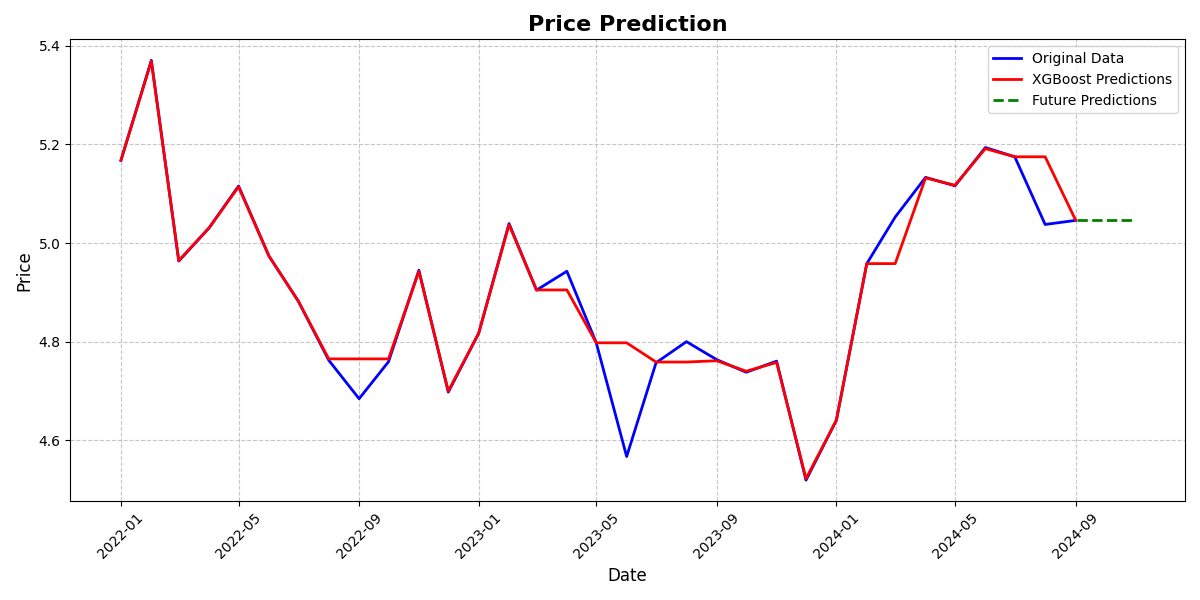 Price Prediction
Original Data
XGBoost Predictions
Future Predictions
5.4
5.2
5.0
4.8
4.6
Price
2022-01
2022-05
2022-09
2023-01
2023-05
2023-09
2024-01
2024-05
2024-09
Date